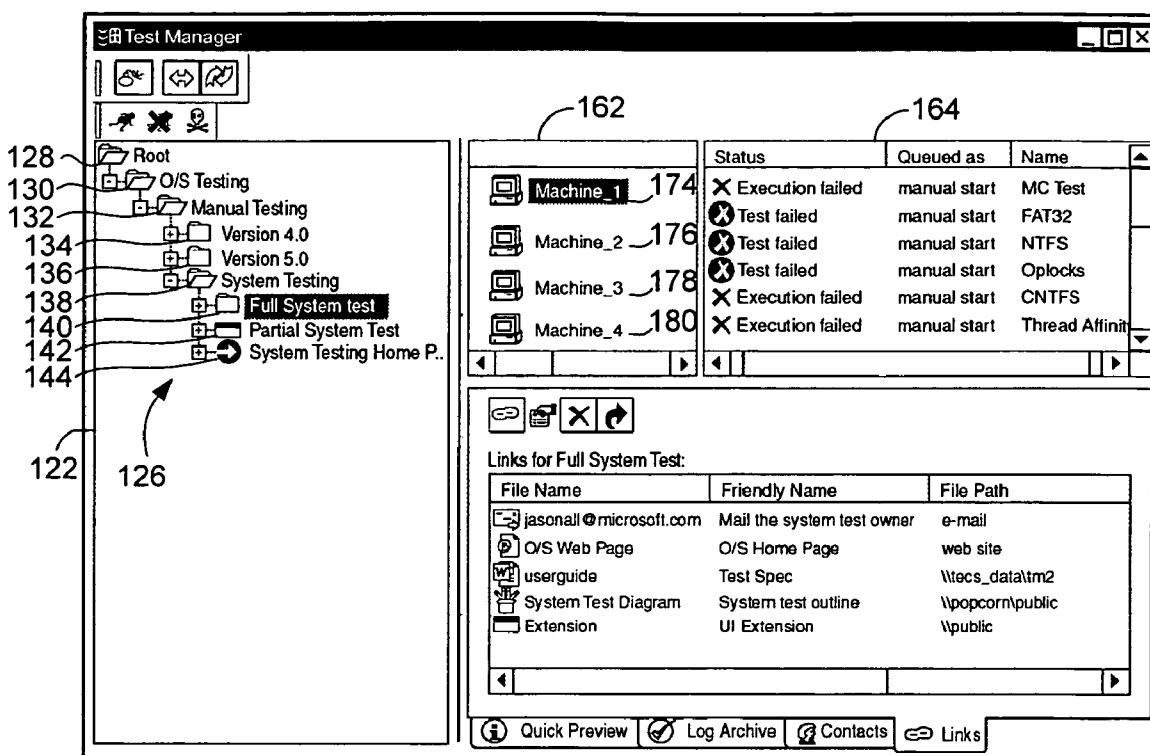 Test Manager
162
164
128
Root
130
O/S Testing
132
Manual Testing
134
Version 4.0
136
Version 5.0
138
System Testing
140
Full System test
142
Partial System Test
144
System Testing Home P..
122
126
Machine_1 174
Machine_2 176
Machine_3 178
Machine_4 180
Status Queued as Name
Execution failed manual start MC Test
Test failed manual start FAT32
Test failed manual start NTFS
Test failed manual start Oplocks
Execution failed manual start CNTFS
Execution failed manual start Thread Affinit
Links for Full System Test:
File Name Friendly Name File Path
jasonall@microsoft.com Mail the system test owner e-mail
O/S Web Page O/S Home Page web site
userguide Test Spec \\tecs_data\tm2
System Test Diagram System test outline \\popcorn\public
Extension UI Extension \\public
Quick Preview Log Archive Contacts Links